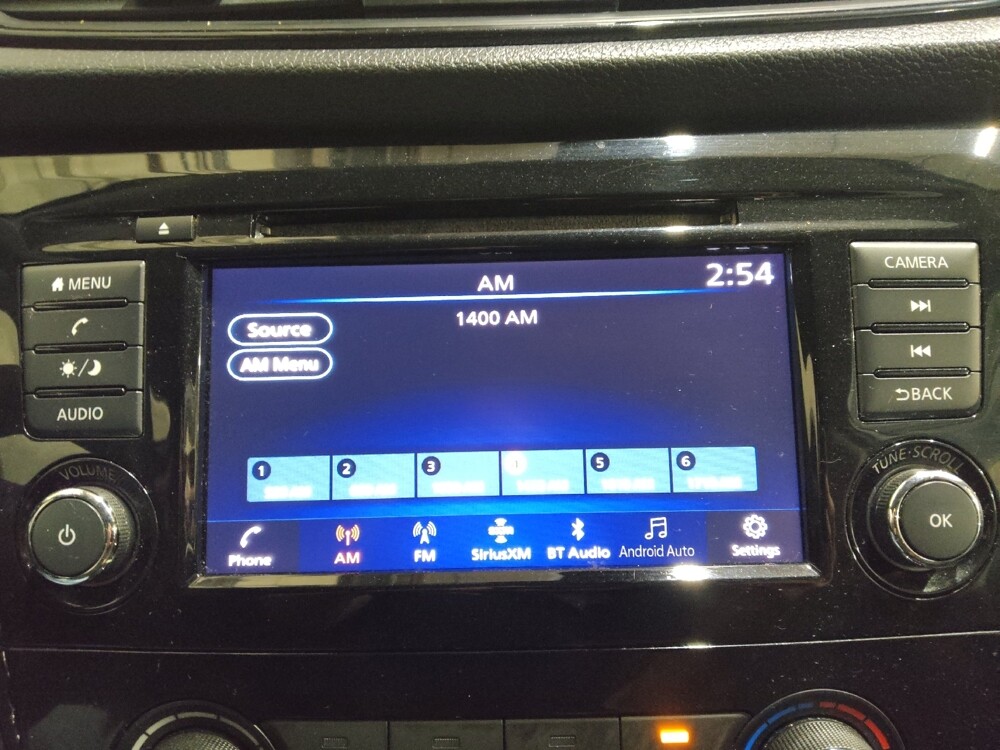 MENU
AUDIO
VOLUME
AM
2:54
1400 AM
Source
AM Menu
1
2
3
4
5
6
Phone
AM
FM
SiriusXM
BT Audio
Android Auto
Settings
CAMERA
BACK
TUNE·SCROLL
OK